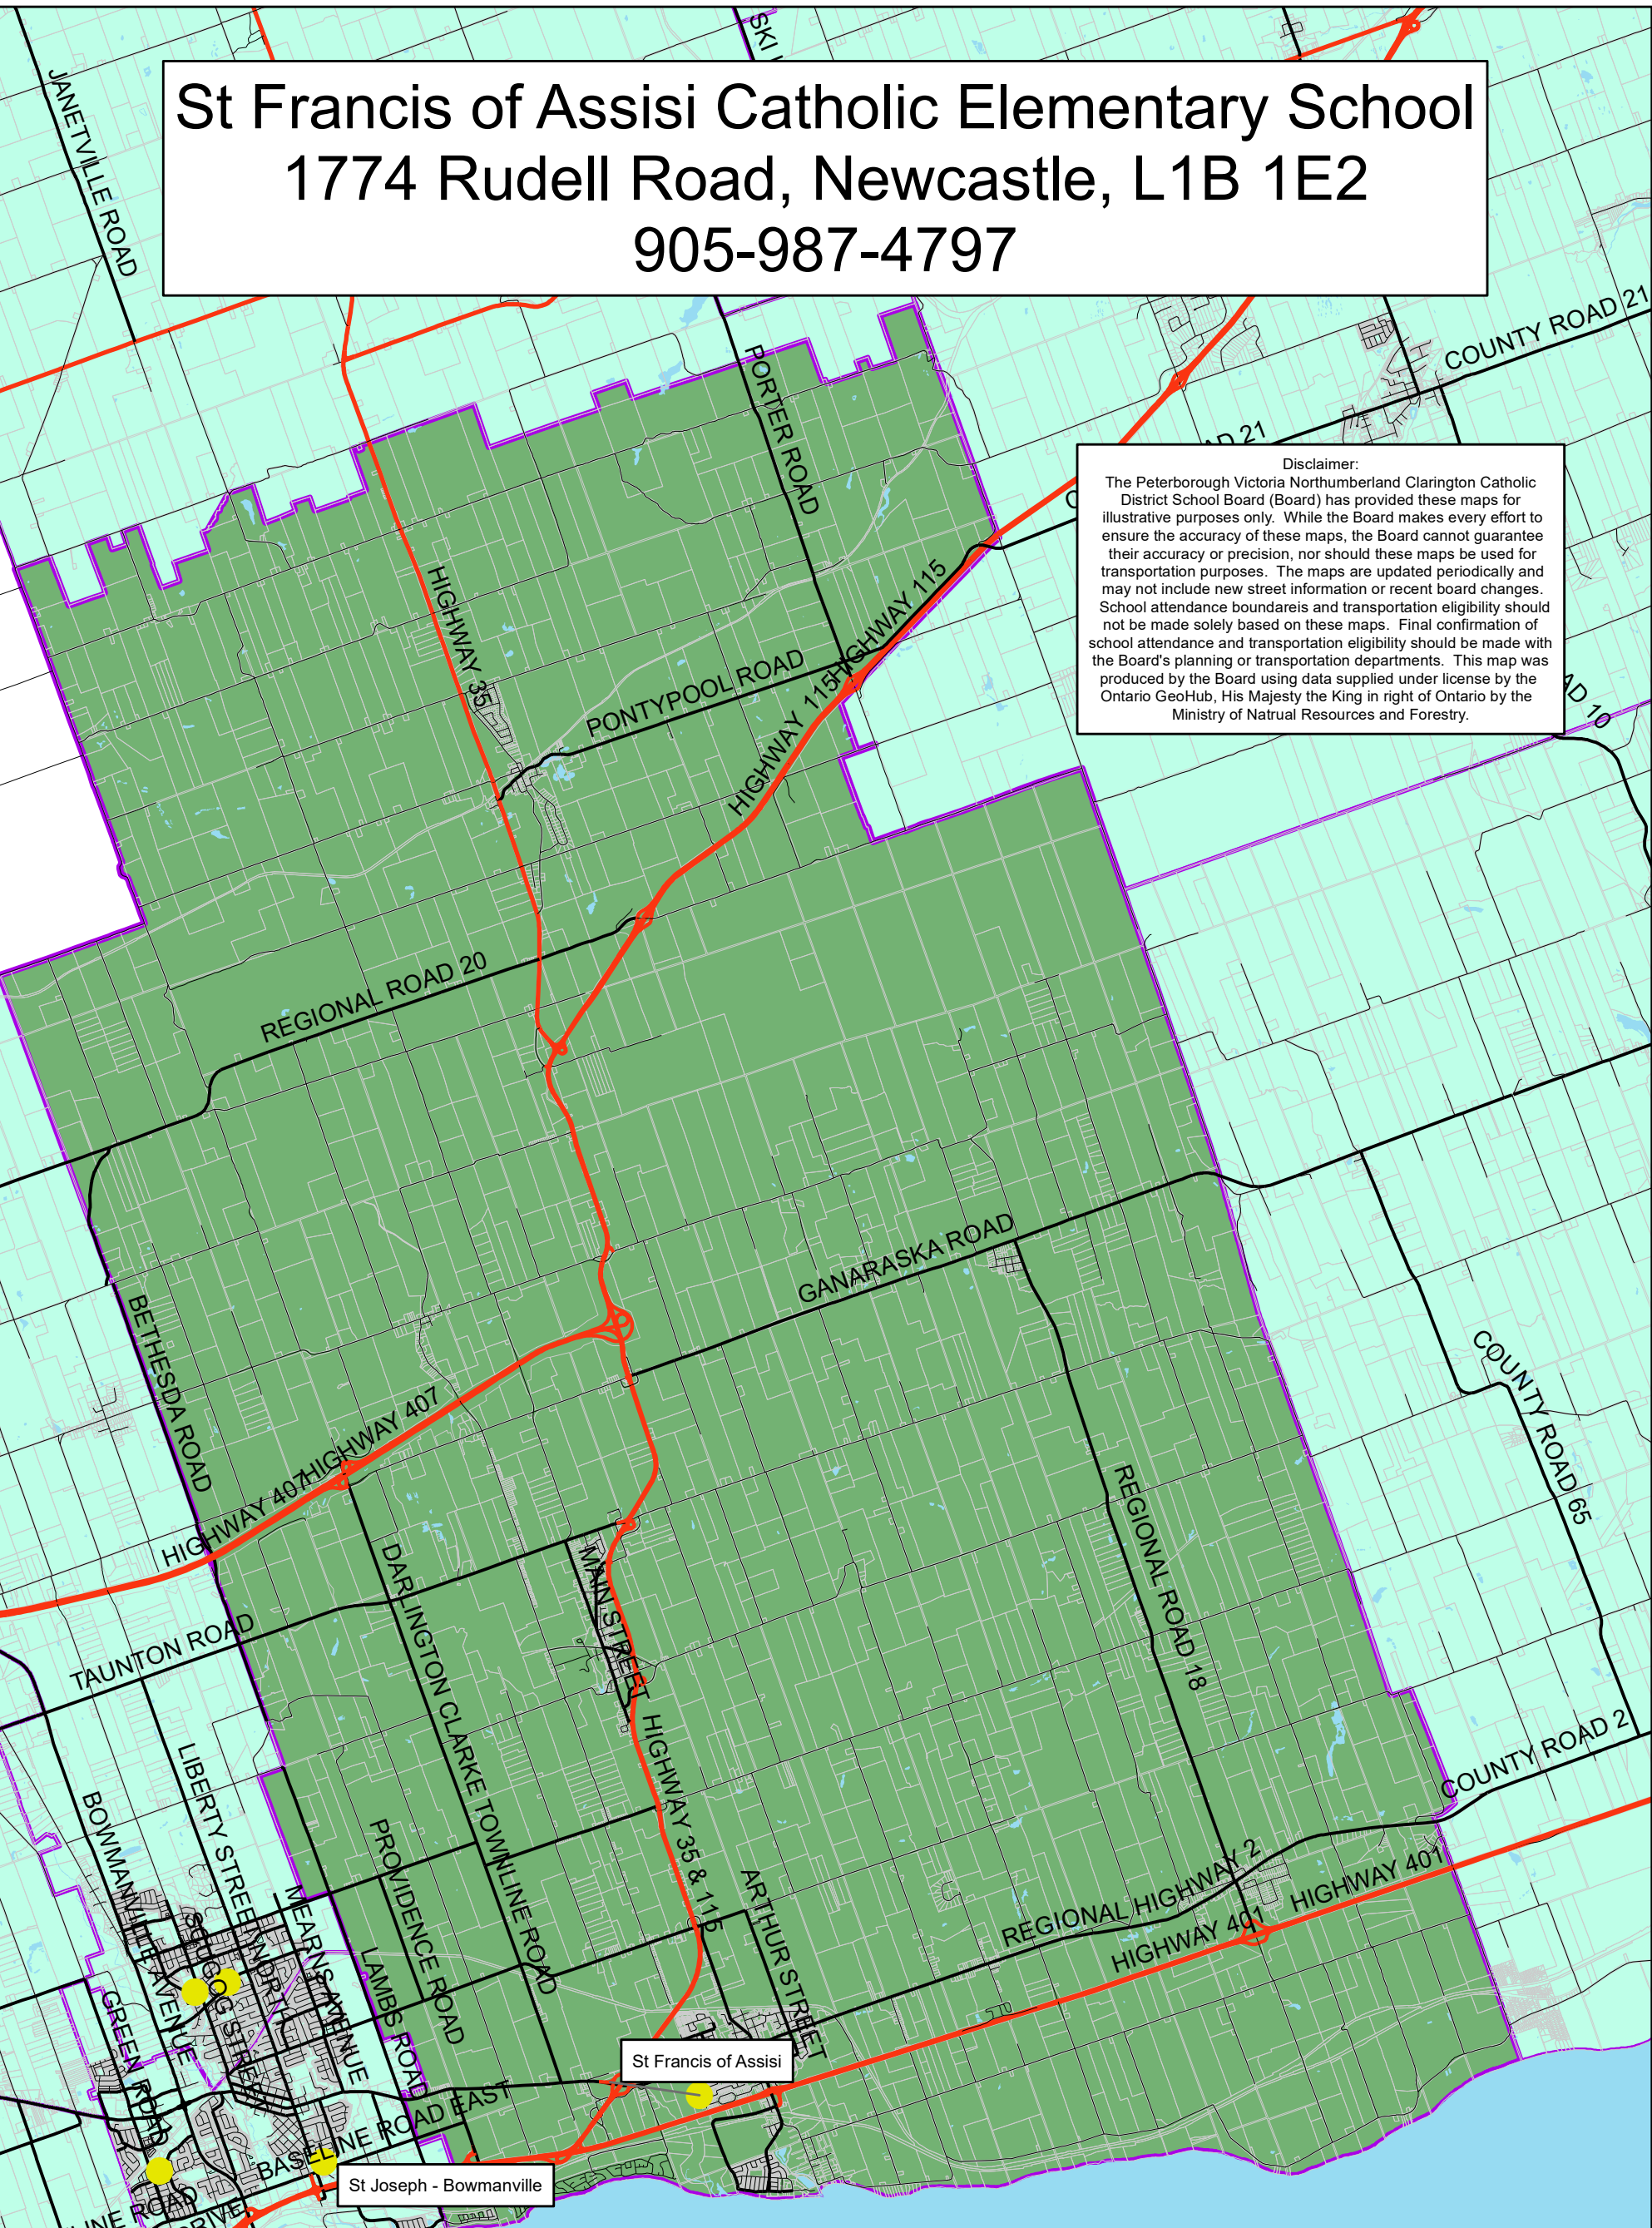 SKI
JANETVILLE ROAD
St Francis of Assisi Catholic Elementary School
1774 Rudell Road, Newcastle, L1B 1E2
905-987-4797
COUNTY ROAD 21
PORTER ROAD
AD 21
Disclaimer:
The Peterborough Victoria Northumberland Clarington Catholic
District School Board (Board) has provided these maps for
illustrative purposes only. While the Board makes every effort to
ensure the accuracy of these maps, the Board cannot guarantee
their accuracy or precision, nor should these maps be used for
transportation purposes. The maps are updated periodically and
may not include new street information or recent board changes.
School attendance boundareis and transportation eligibility should
not be made solely based on these maps. Final confirmation of
school attendance and transportation eligibility should be made with
the Board's planning or transportation departments. This map was
produced by the Board using data supplied under license by the
Ontario GeoHub, His Majesty the King in right of Ontario by the
Ministry of Natrual Resources and Forestry.
AD 10
HIGHWAY 35
HIGHWAY 115
PONTYPOOL ROAD
HIGHWAY 115
REGIONAL ROAD 20
GANARASKA ROAD
BETHESDA ROAD
COUNTY ROAD 65
HIGHWAY 407
HIGHWAY 407
REGIONAL ROAD 18
DARLINGTON CLARKE TOWNLINE ROAD
MAIN STREET
TAUNTON ROAD
HIGHWAY 35 & 115
COUNTY ROAD 2
LIBERTY STREET NORTH
BOWMANVILLE AVENUE
PROVIDENCE ROAD
REGIONAL HIGHWAY 2
HIGHWAY 401
HIGHWAY 401
ARTHUR STREET
MEARNS AVENUE
SCUGOG STREET
LAMBS ROAD
GREEN ROAD
St Francis of Assisi
BASELINE ROAD EAST
St Joseph - Bowmanville
LINE ROAD
DRIVE